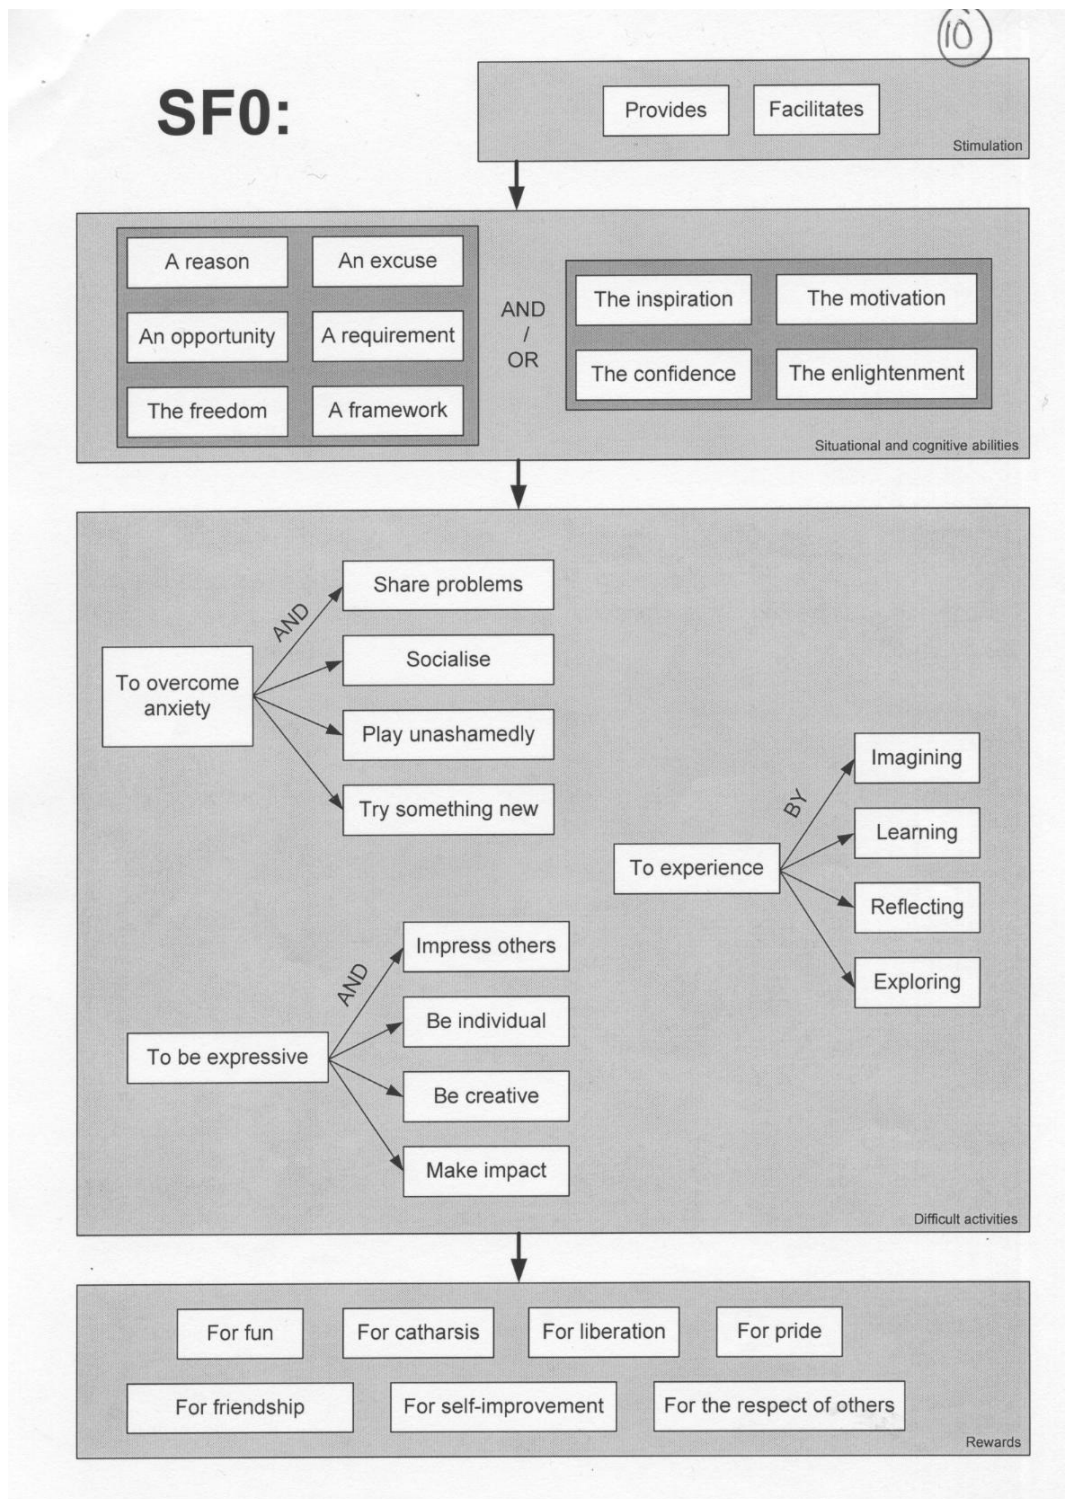 10
SF0:
Provides
Facilitates
Stimulation
A reason
An excuse
An opportunity
A requirement
The freedom
A framework
AND
/
OR
The inspiration
The motivation
The confidence
The enlightenment
Situational and cognitive abilities
To overcome
anxiety
AND
Share problems
Socialise
Play unashamedly
Try something new
To experience
BY
Imagining
Learning
Reflecting
Exploring
To be expressive
AND
Impress others
Be individual
Be creative
Make impact
Difficult activities
For fun
For catharsis
For liberation
For pride
For friendship
For self-improvement
For the respect of others
Rewards